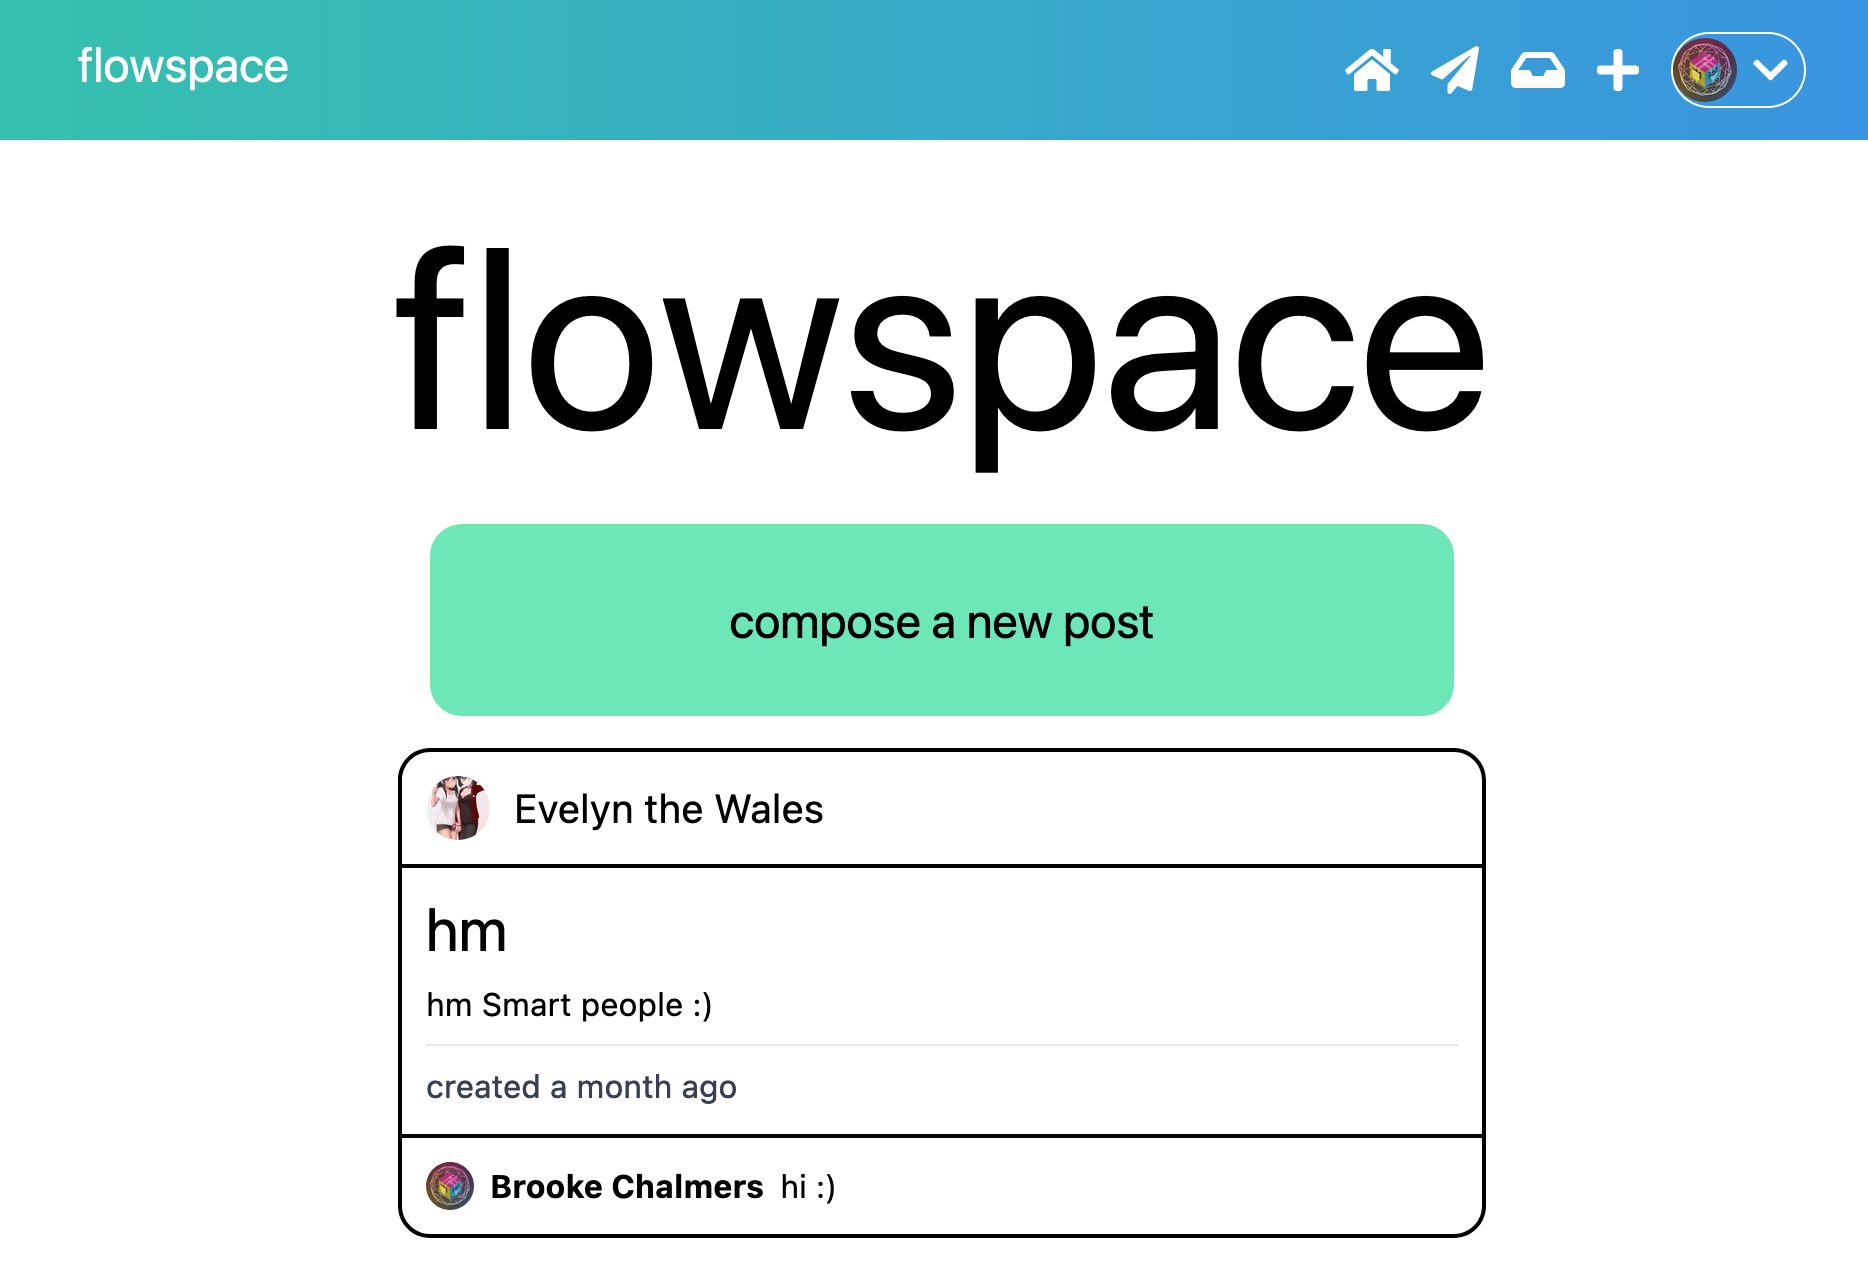 flowspace
flowspace
compose a new post
Evelyn the Wales
hm
hm Smart people :)
created a month ago
Brooke Chalmers hi :)